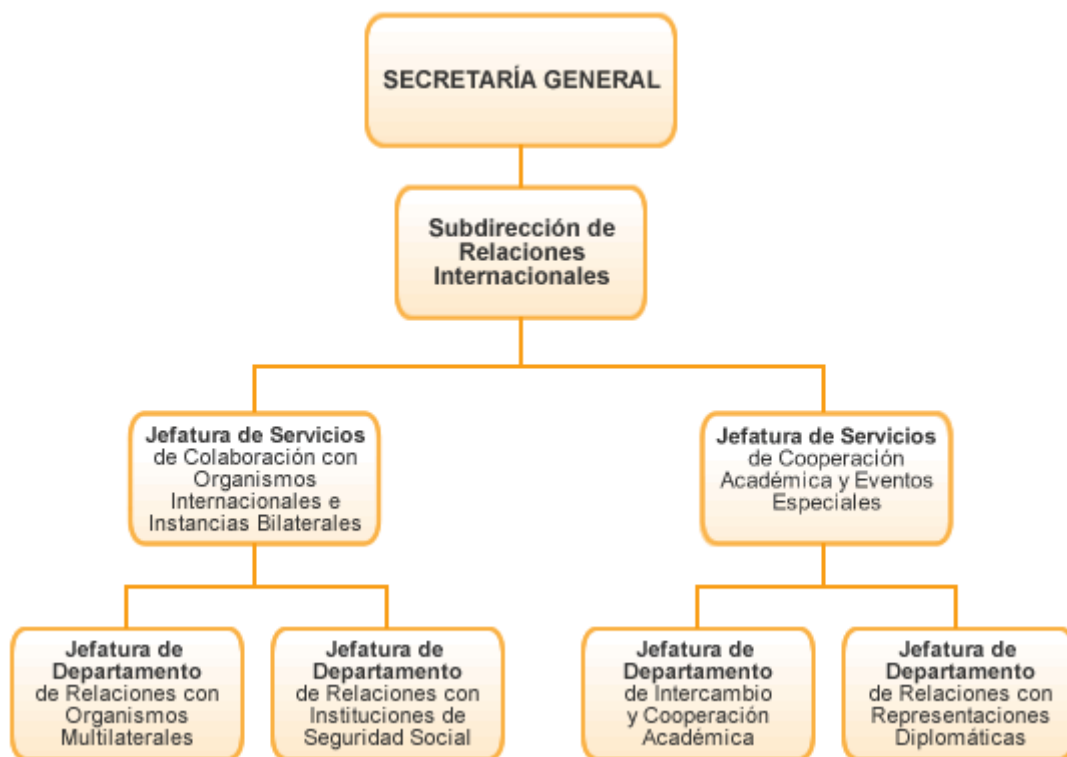 SECRETARÍA GENERAL
Subdirección de
Relaciones
Internacionales
Jefatura de Servicios
de Colaboración con
Organismos
Internacionales e
Instancias Bilaterales
Jefatura de Servicios
de Cooperación
Académica y Eventos
Especiales
Jefatura de
Departamento
de Relaciones con
Organismos
Multilaterales
Jefatura de
Departamento
de Relaciones con
Instituciones de
Seguridad Social
Jefatura de
Departamento
de Intercambio
y Cooperación
Académica
Jefatura de
Departamento
de Relaciones con
Representaciones
Diplomáticas